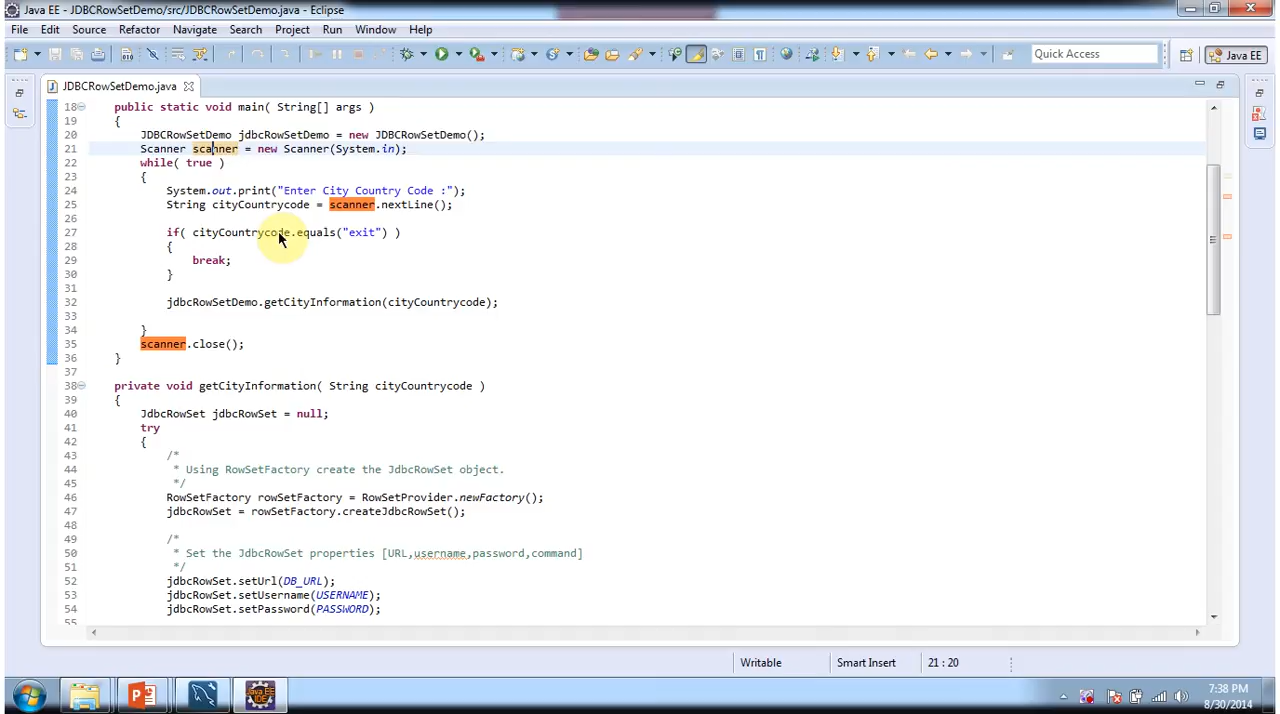 Java EE - JDBCRowSetDemo/src/JDBCRowSetDemo.java - Eclipse
File Edit Source Refactor Navigate Search Project Run Window Help
Quick Access
Java EE
JDBCRowSetDemo.java
18 public static void main( String[] args )
19 {
20 JDBCRowSetDemo jdbcRowSetDemo = new JDBCRowSetDemo();
21 Scanner scanner = new Scanner(System.in);
22 while( true )
23 {
24 System.out.print("Enter City Country Code :");
25 String cityCountrycode = scanner.nextLine();
26
27 if( cityCountrycode.equals("exit") )
28 {
29 break;
30 }
31
32 jdbcRowSetDemo.getCityInformation(cityCountrycode);
33
34 }
35 scanner.close();
36 }
37
38 private void getCityInformation( String cityCountrycode )
39 {
40 JdbcRowSet jdbcRowSet = null;
41 try
42 {
43 /*
44 * Using RowSetFactory create the JdbcRowSet object.
45 */
46 RowSetFactory rowSetFactory = RowSetProvider.newFactory();
47 jdbcRowSet = rowSetFactory.createJdbcRowSet();
48
49 /*
50 * Set the JdbcRowSet properties [URL,username,password,command]
51 */
52 jdbcRowSet.setUrl(DB_URL);
53 jdbcRowSet.setUsername(USERNAME);
54 jdbcRowSet.setPassword(PASSWORD);
55
Writable Smart Insert 21 : 20
Java EE
IDE
7:38 PM
8/30/2014